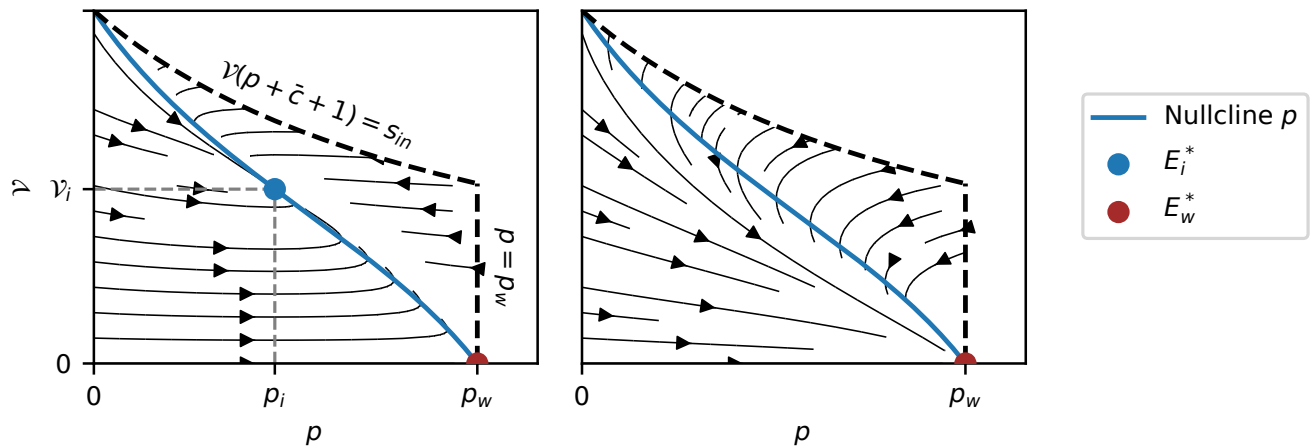 𝒱(p + c̄ + 1) = s_in
p = p_w
𝒱
𝒱_i
0
0
p_i
p_w
p
0
p_w
p
Nullcline p
E_i^*
E_w^*